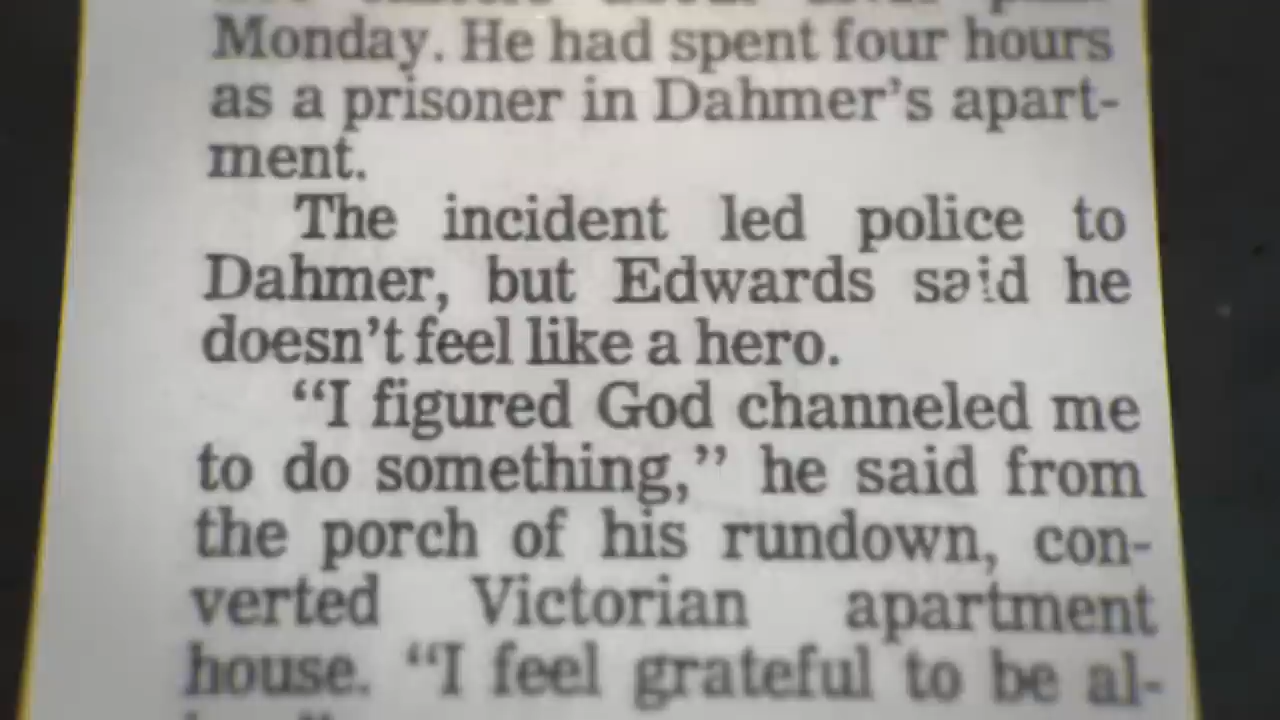 Monday. He had spent four hours
as a prisoner in Dahmer's apart-
ment.
The incident led police to
Dahmer, but Edwards said he
doesn't feel like a hero.
“I figured God channeled me
to do something,” he said from
the porch of his rundown, con-
verted Victorian apartment
house. “I feel grateful to be al-